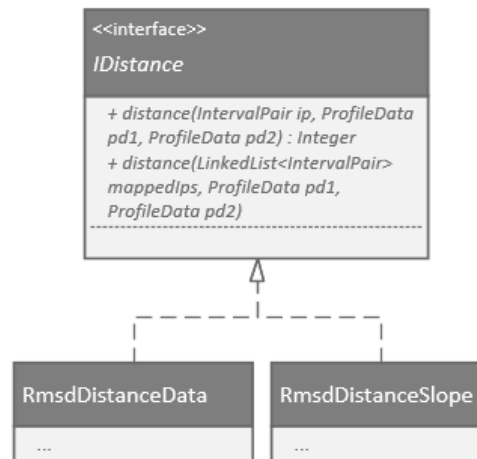 <<interface>>
IDistance
+ distance(IntervalPair ip, ProfileData
pd1, ProfileData pd2) : Integer
+ distance(LinkedList<IntervalPair>
mappedIps, ProfileData pd1,
ProfileData pd2)
RmsdDistanceData
...
RmsdDistanceSlope
...